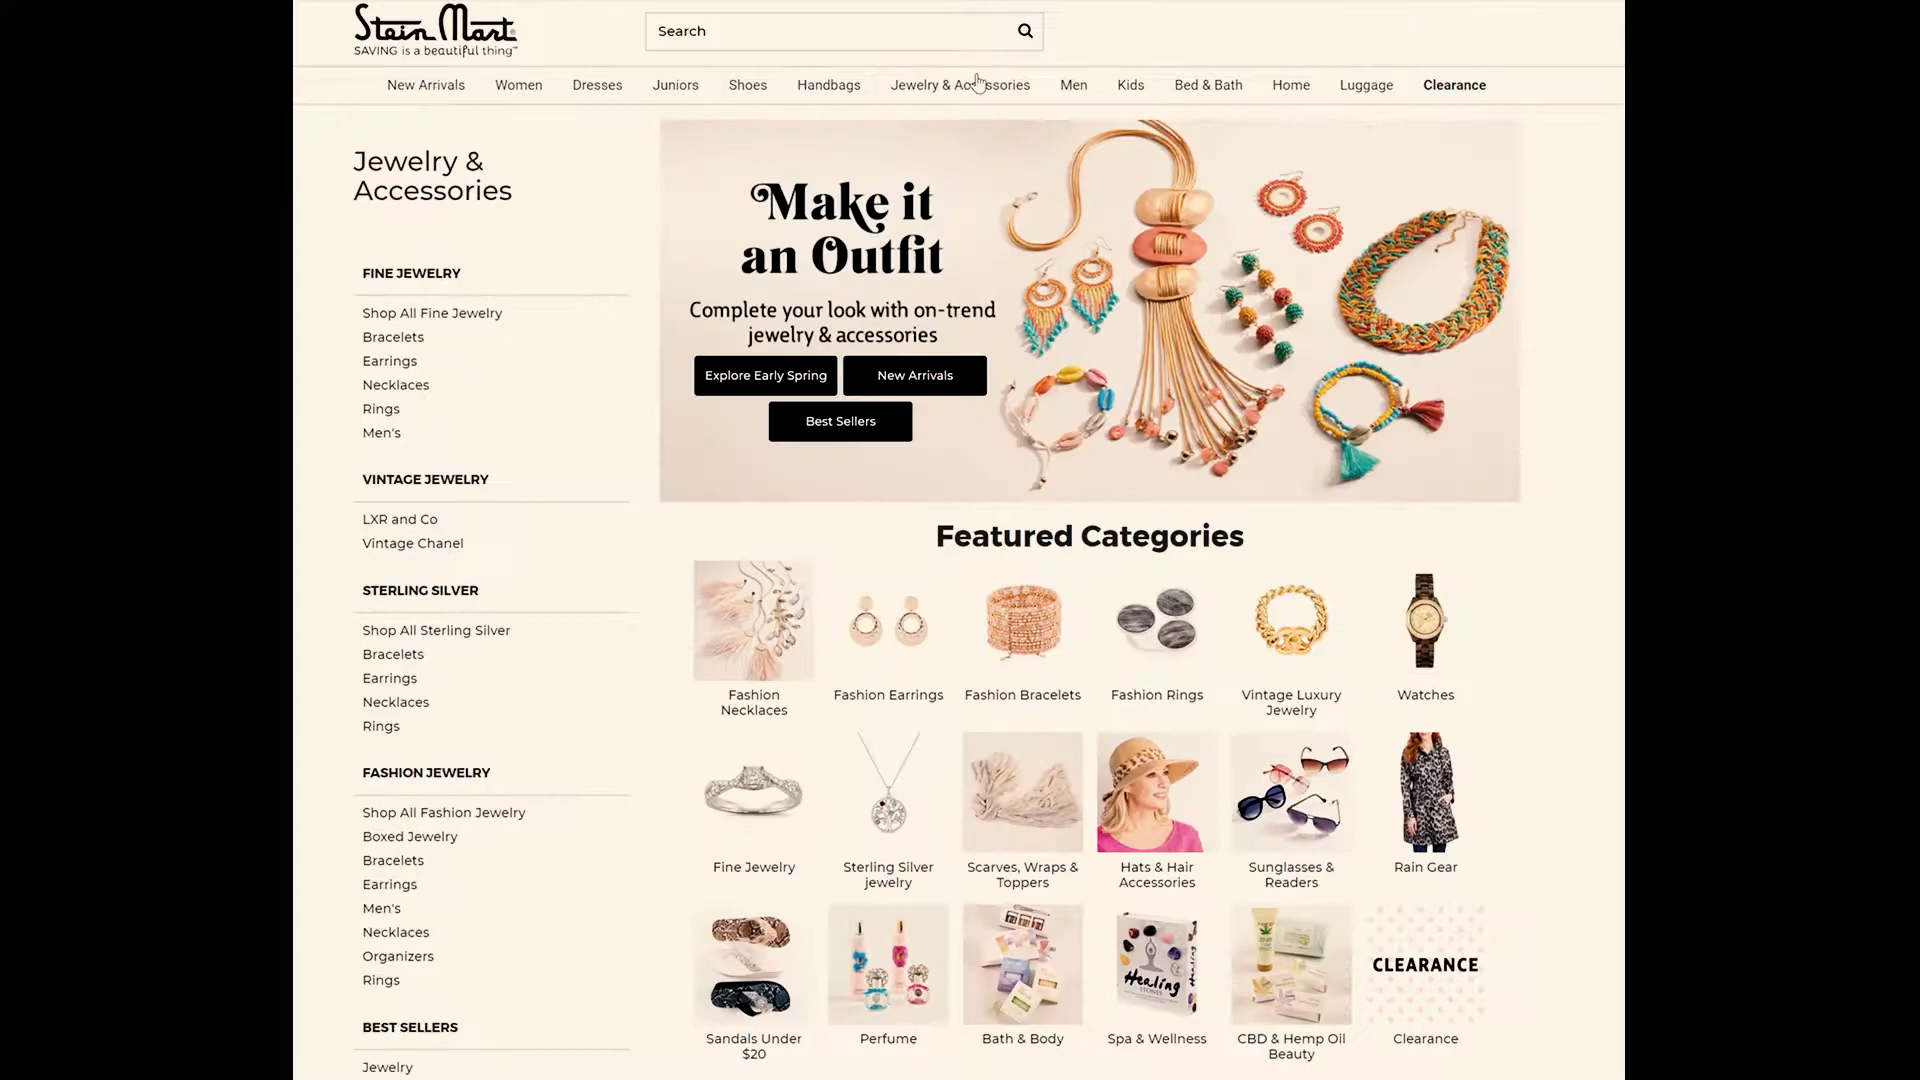 Stein Mart
SAVING is a beautiful thing™
Search
New Arrivals
Women
Dresses
Juniors
Shoes
Handbags
Jewelry & Accessories
Men
Kids
Bed & Bath
Home
Luggage
Clearance
Jewelry &
Accessories
FINE JEWELRY
Shop All Fine Jewelry
Bracelets
Earrings
Necklaces
Rings
Men's
VINTAGE JEWELRY
LXR and Co
Vintage Chanel
STERLING SILVER
Shop All Sterling Silver
Bracelets
Earrings
Necklaces
Rings
FASHION JEWELRY
Shop All Fashion Jewelry
Boxed Jewelry
Bracelets
Earrings
Men's
Necklaces
Organizers
Rings
BEST SELLERS
Jewelry
Make it
an Outfit
Complete your look with on-trend
jewelry & accessories
Explore Early Spring
New Arrivals
Best Sellers
Featured Categories
Fashion
Necklaces
Fashion Earrings
Fashion Bracelets
Fashion Rings
Vintage Luxury
Jewelry
Watches
Fine Jewelry
Sterling Silver
jewelry
Scarves, Wraps &
Toppers
Hats & Hair
Accessories
Sunglasses &
Readers
Rain Gear
Healing
STONES
Healing
CLEARANCE
Sandals Under
$20
Perfume
Bath & Body
Spa & Wellness
CBD & Hemp Oil
Beauty
Clearance